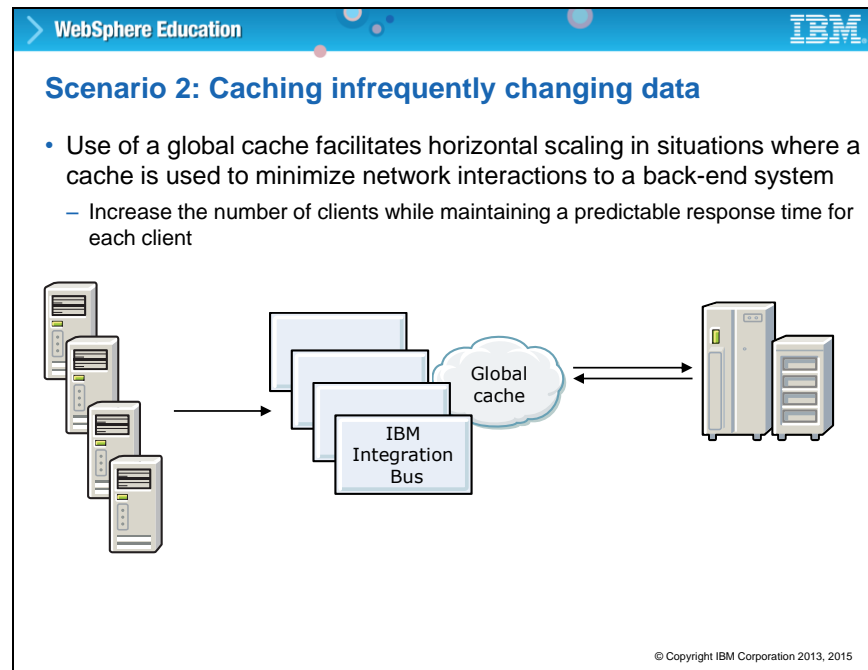 WebSphere Education
IBM
Scenario 2: Caching infrequently changing data
• Use of a global cache facilitates horizontal scaling in situations where a
cache is used to minimize network interactions to a back-end system
– Increase the number of clients while maintaining a predictable response time for
each client
Global
cache
IBM
Integration
Bus
© Copyright IBM Corporation 2013, 2015